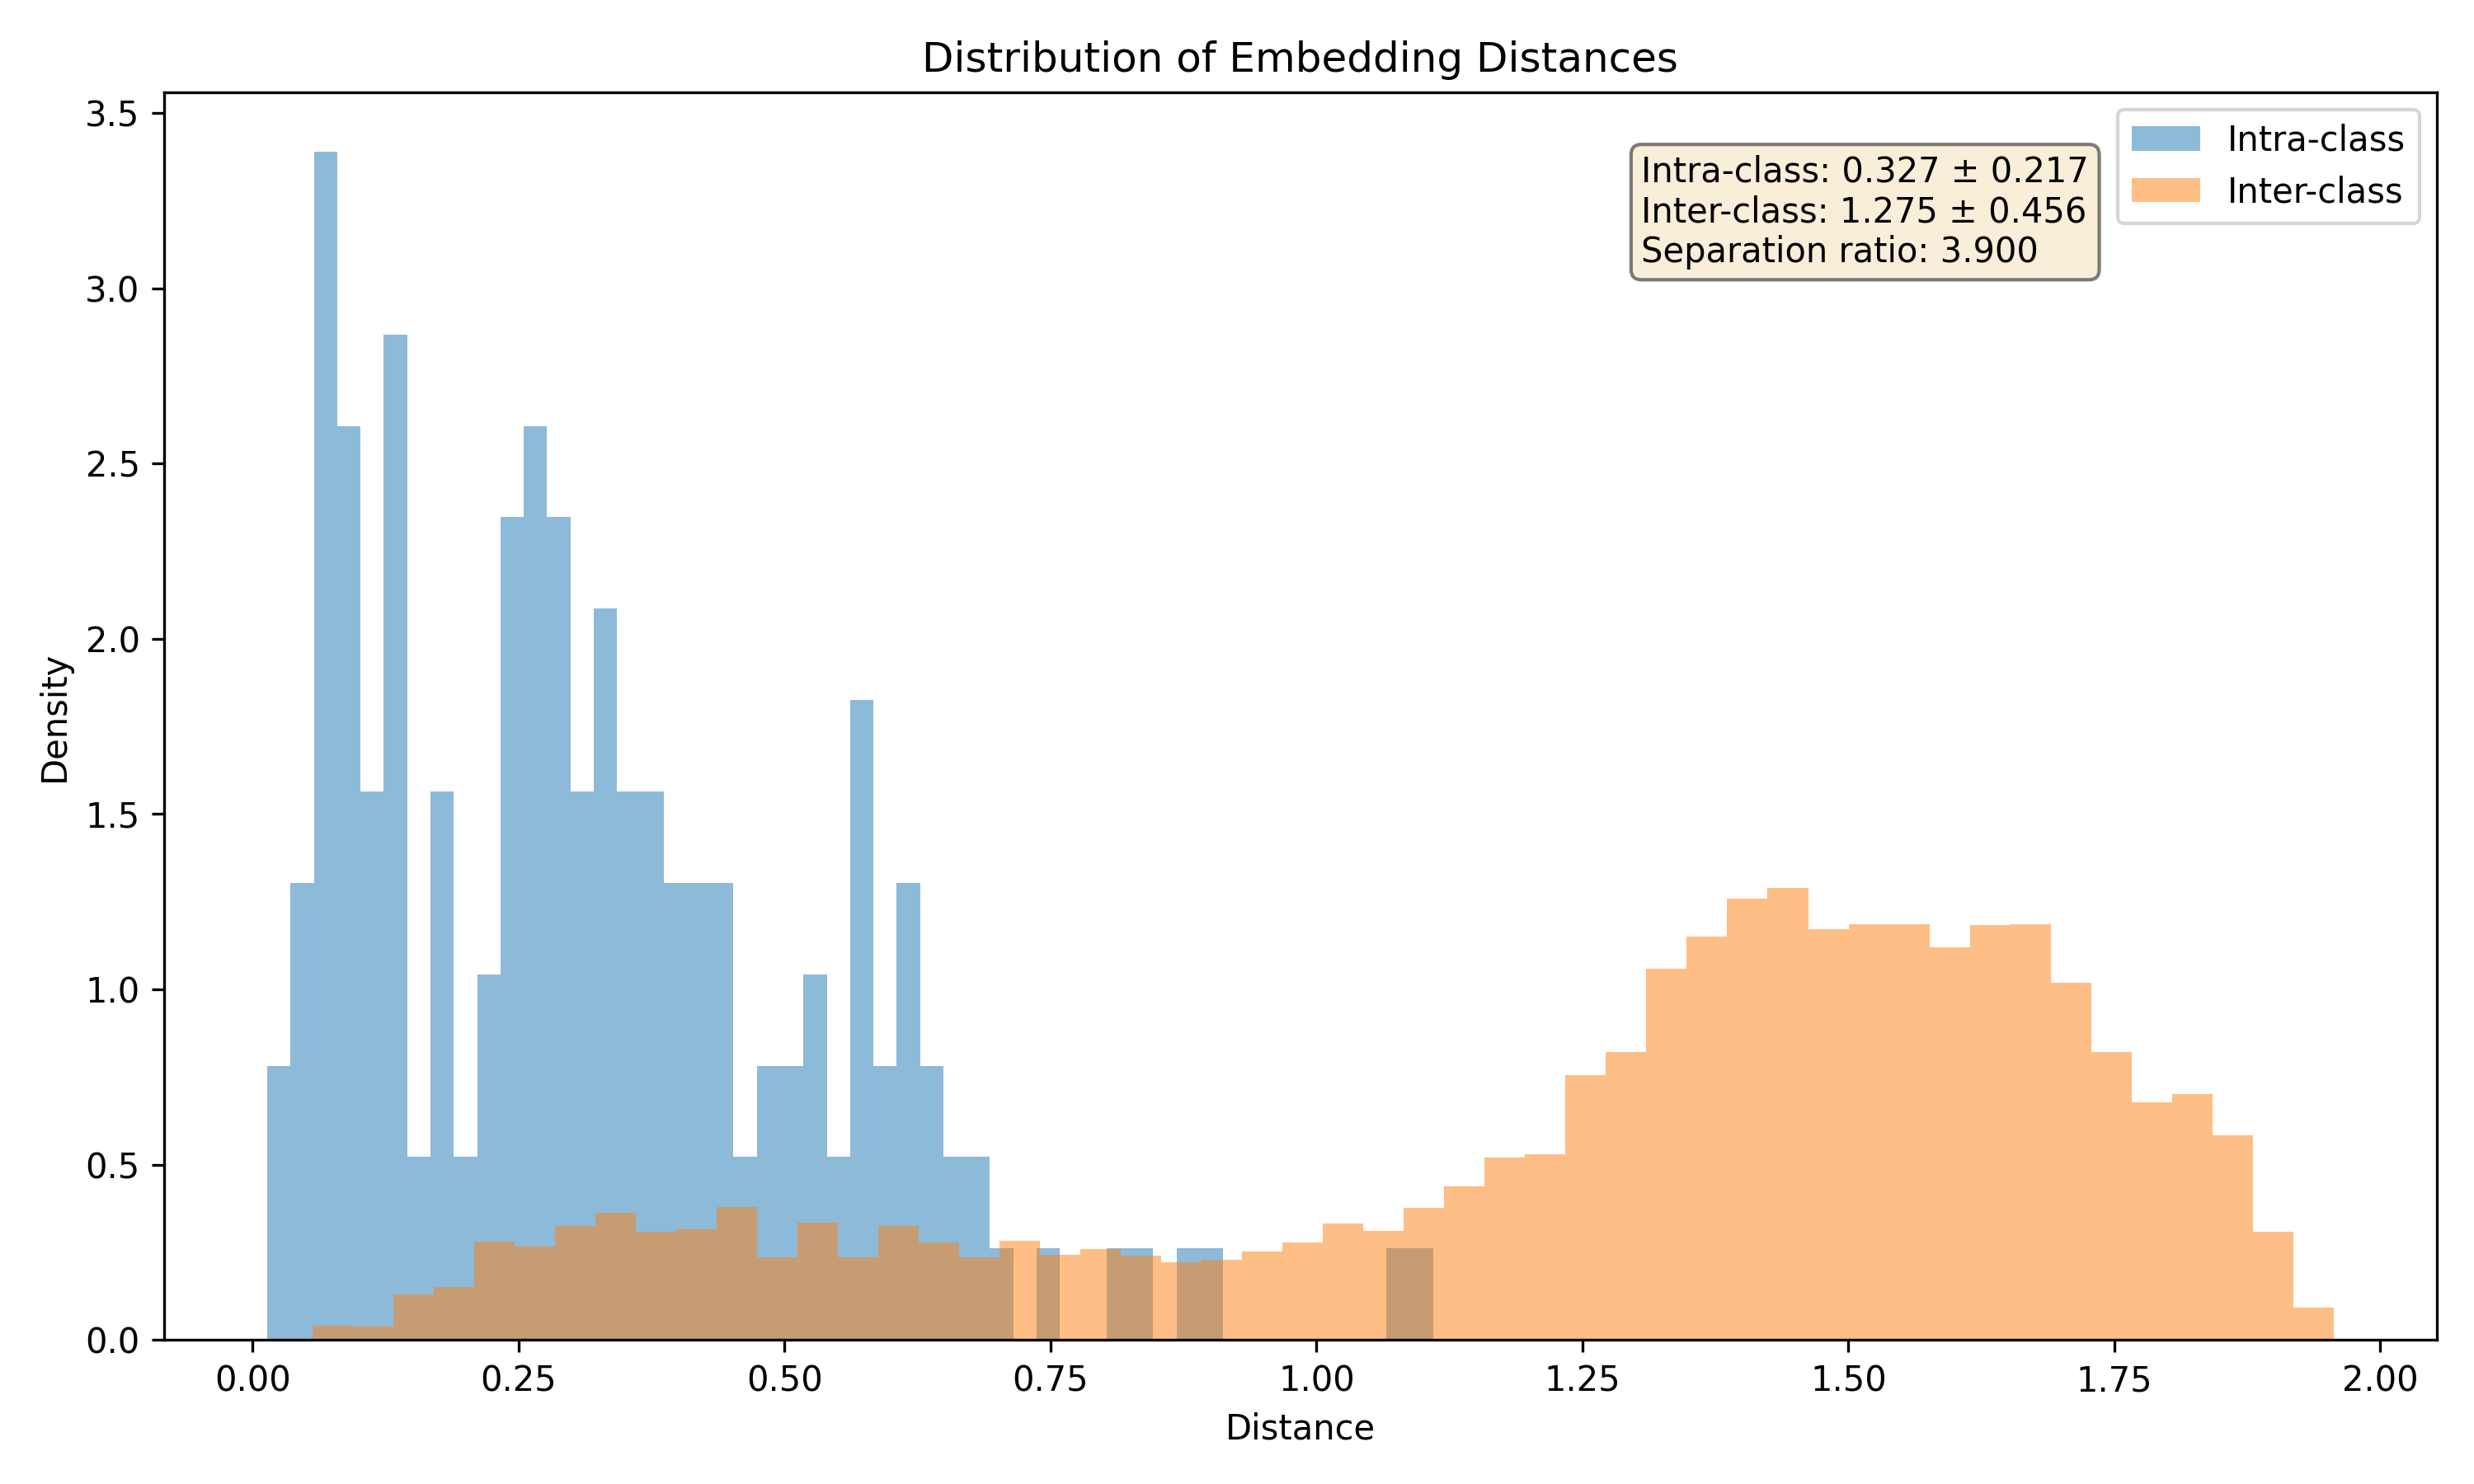 Distribution of Embedding Distances
Intra-class
Inter-class
Intra-class: 0.327 ± 0.217
Inter-class: 1.275 ± 0.456
Separation ratio: 3.900
Density
3.5
3.0
2.5
2.0
1.5
1.0
0.5
0.0
0.00 0.25 0.50 0.75 1.00 1.25 1.50 1.75 2.00
Distance